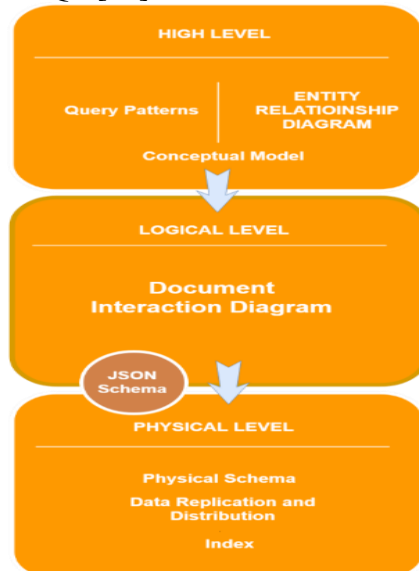 HIGH LEVEL
Query Patterns
ENTITY
RELATIOINSHIP
DIAGRAM
Conceptual Model
LOGICAL LEVEL
Document
Interaction Diagram
JSON
Schema
PHYSICAL LEVEL
Physical Schema
Data Replication and
Distribution
Index